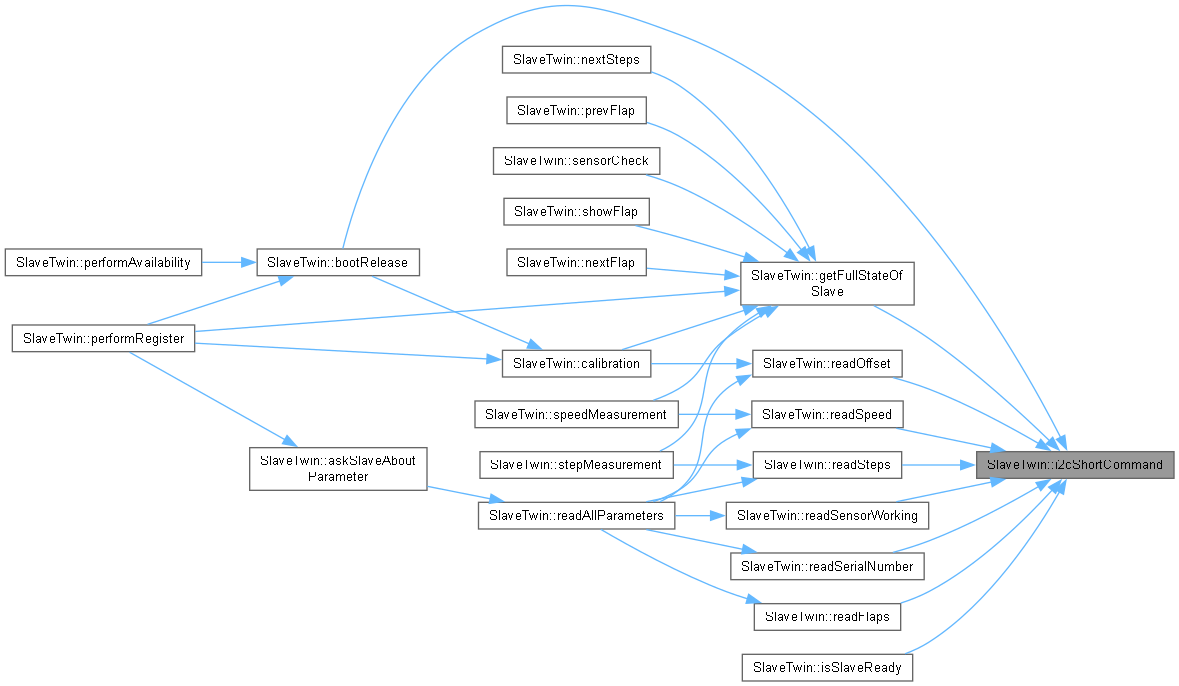 SlaveTwin::nextSteps
SlaveTwin::prevFlap
SlaveTwin::sensorCheck
SlaveTwin::showFlap
SlaveTwin::performAvailability
SlaveTwin::bootRelease
SlaveTwin::nextFlap
SlaveTwin::getFullStateOf
Slave
SlaveTwin::performRegister
SlaveTwin::calibration
SlaveTwin::readOffset
SlaveTwin::speedMeasurement
SlaveTwin::readSpeed
SlaveTwin::askSlaveAbout
Parameter
SlaveTwin::stepMeasurement
SlaveTwin::readSteps
SlaveTwin::i2cShortCommand
SlaveTwin::readAllParameters
SlaveTwin::readSensorWorking
SlaveTwin::readSerialNumber
SlaveTwin::readFlaps
SlaveTwin::isSlaveReady